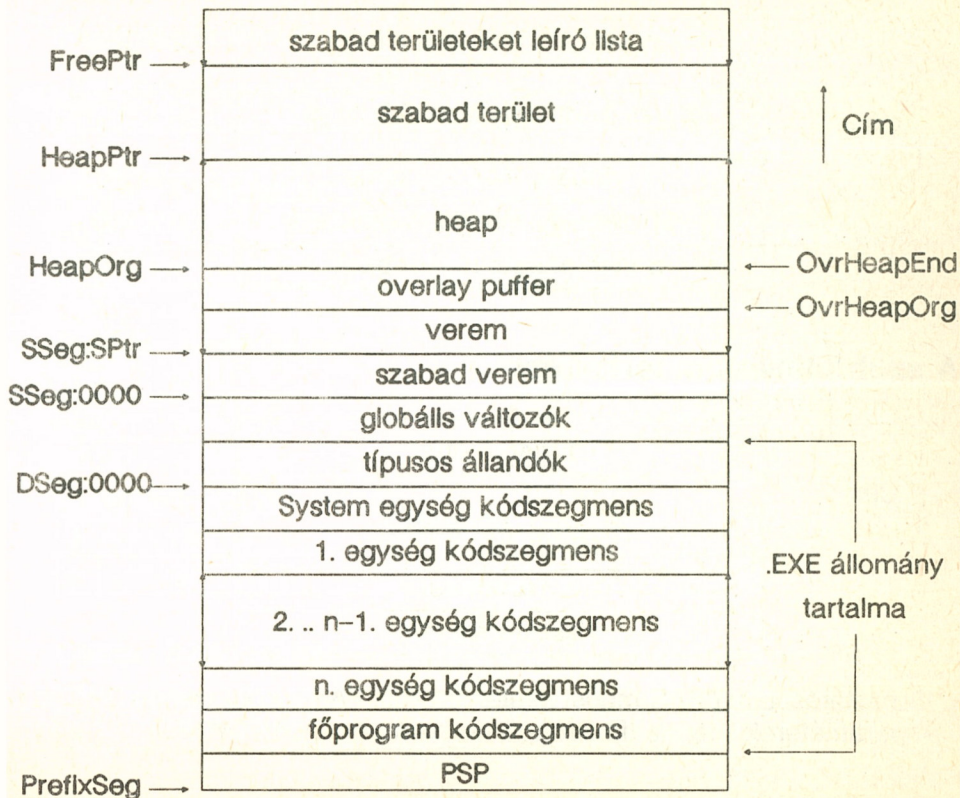 szabad területeket leíró lista
FreePtr
szabad terület
Cím
HeapPtr
heap
HeapOrg
OvrHeapEnd
overlay puffer
OvrHeapOrg
verem
SSeg:SPtr
szabad verem
SSeg:0000
globális változók
típusos állandók
DSeg:0000
System egység kódszegmens
1. egység kódszegmens
.EXE állomány
tartalma
2. .. n-1. egység kódszegmens
n. egység kódszegmens
főprogram kódszegmens
PSP
PrefixSeg